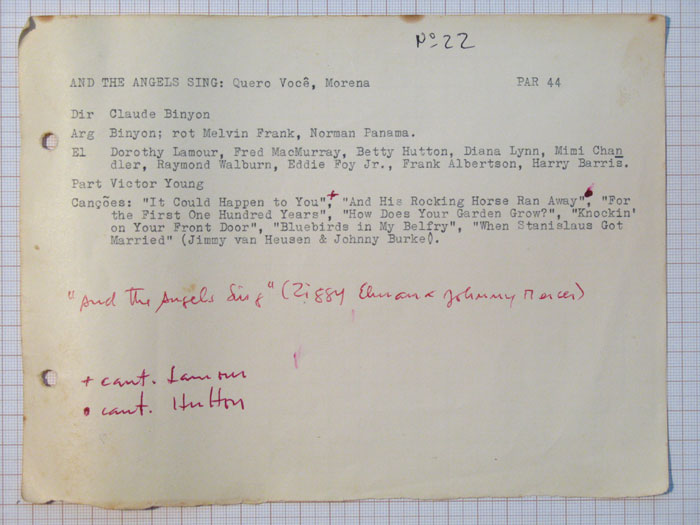 Nº 22
AND THE ANGELS SING: Quero Você, Morena PAR 44
Dir Claude Binyon
Arg Binyon; rot Melvin Frank, Norman Panama.
El Dorothy Lamour, Fred MacMurray, Betty Hutton, Diana Lynn, Mimi Chan
dler, Raymond Walburn, Eddie Foy Jr., Frank Albertson, Harry Barris.
Part Victor Young
Canções: "It Could Happen to You",+ "And His Rocking Horse Ran Away",• "For
the First One Hundred Years", "How Does Your Garden Grow?", "Knockin'
on Your Front Door", "Bluebirds in My Belfry", "When Stanislaus Got
Married" (Jimmy van Heusen & Johnny Burke).
"And the Angels Sing" (Ziggy Elman & Johnny Mercer)
+ cant. Lamour
• cant. Hutton